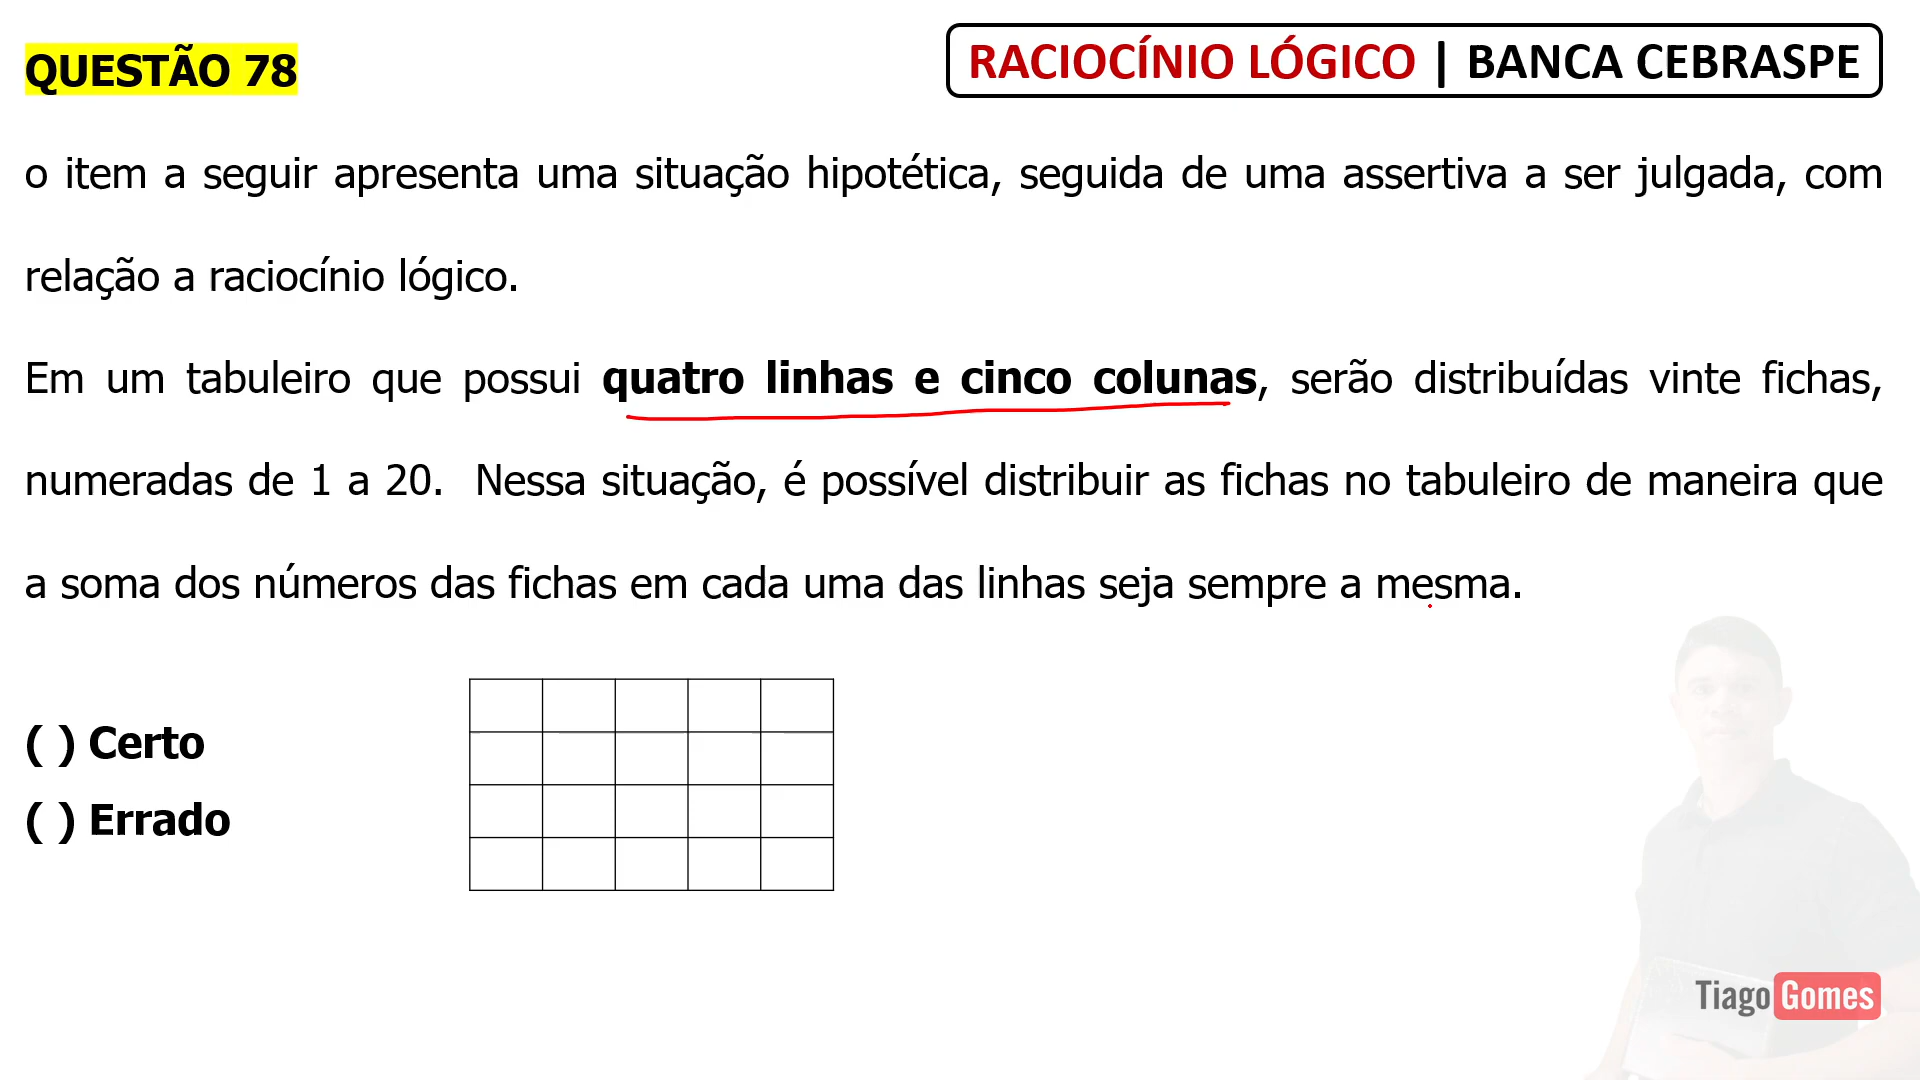 QUESTÃO 78
RACIOCÍNIO LÓGICO | BANCA CEBRASPE
o item a seguir apresenta uma situação hipotética, seguida de uma assertiva a ser julgada, com
relação a raciocínio lógico.
Em um tabuleiro que possui quatro linhas e cinco colunas, serão distribuídas vinte fichas,
numeradas de 1 a 20. Nessa situação, é possível distribuir as fichas no tabuleiro de maneira que
a soma dos números das fichas em cada uma das linhas seja sempre a mesma.
( ) Certo
( ) Errado
Tiago Gomes